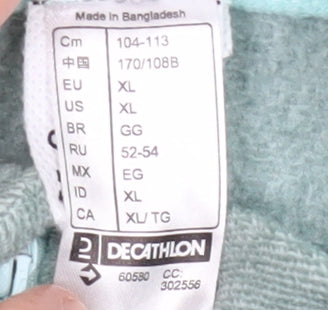 Made in Bangladesh
Cm 104-113
中国 170/108B
EU XL
US XL
BR GG
RU 52-54
MX EG
ID XL
CA XL/TG
DECATHLON
60580 CC:
302556